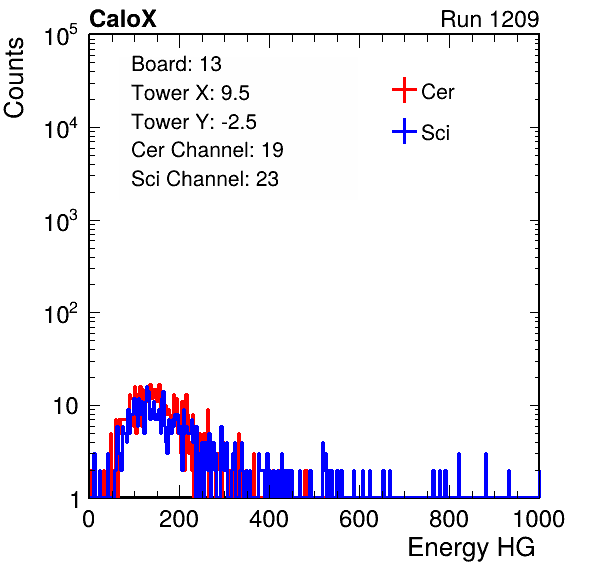 CaloX Run 1209
Counts
10^5
10^4
10^3
10^2
10
1
Board: 13
Tower X: 9.5
Tower Y: -2.5
Cer Channel: 19
Sci Channel: 23
Cer
Sci
0 200 400 600 800 1000
Energy HG